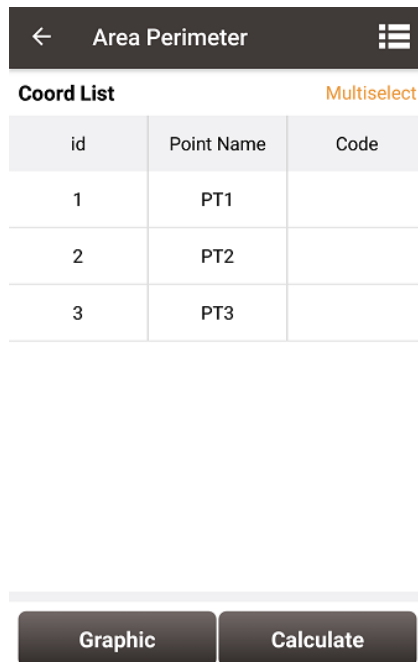 Area Perimeter
Coord List Multiselect
id Point Name Code
1 PT1
2 PT2
3 PT3
Graphic Calculate